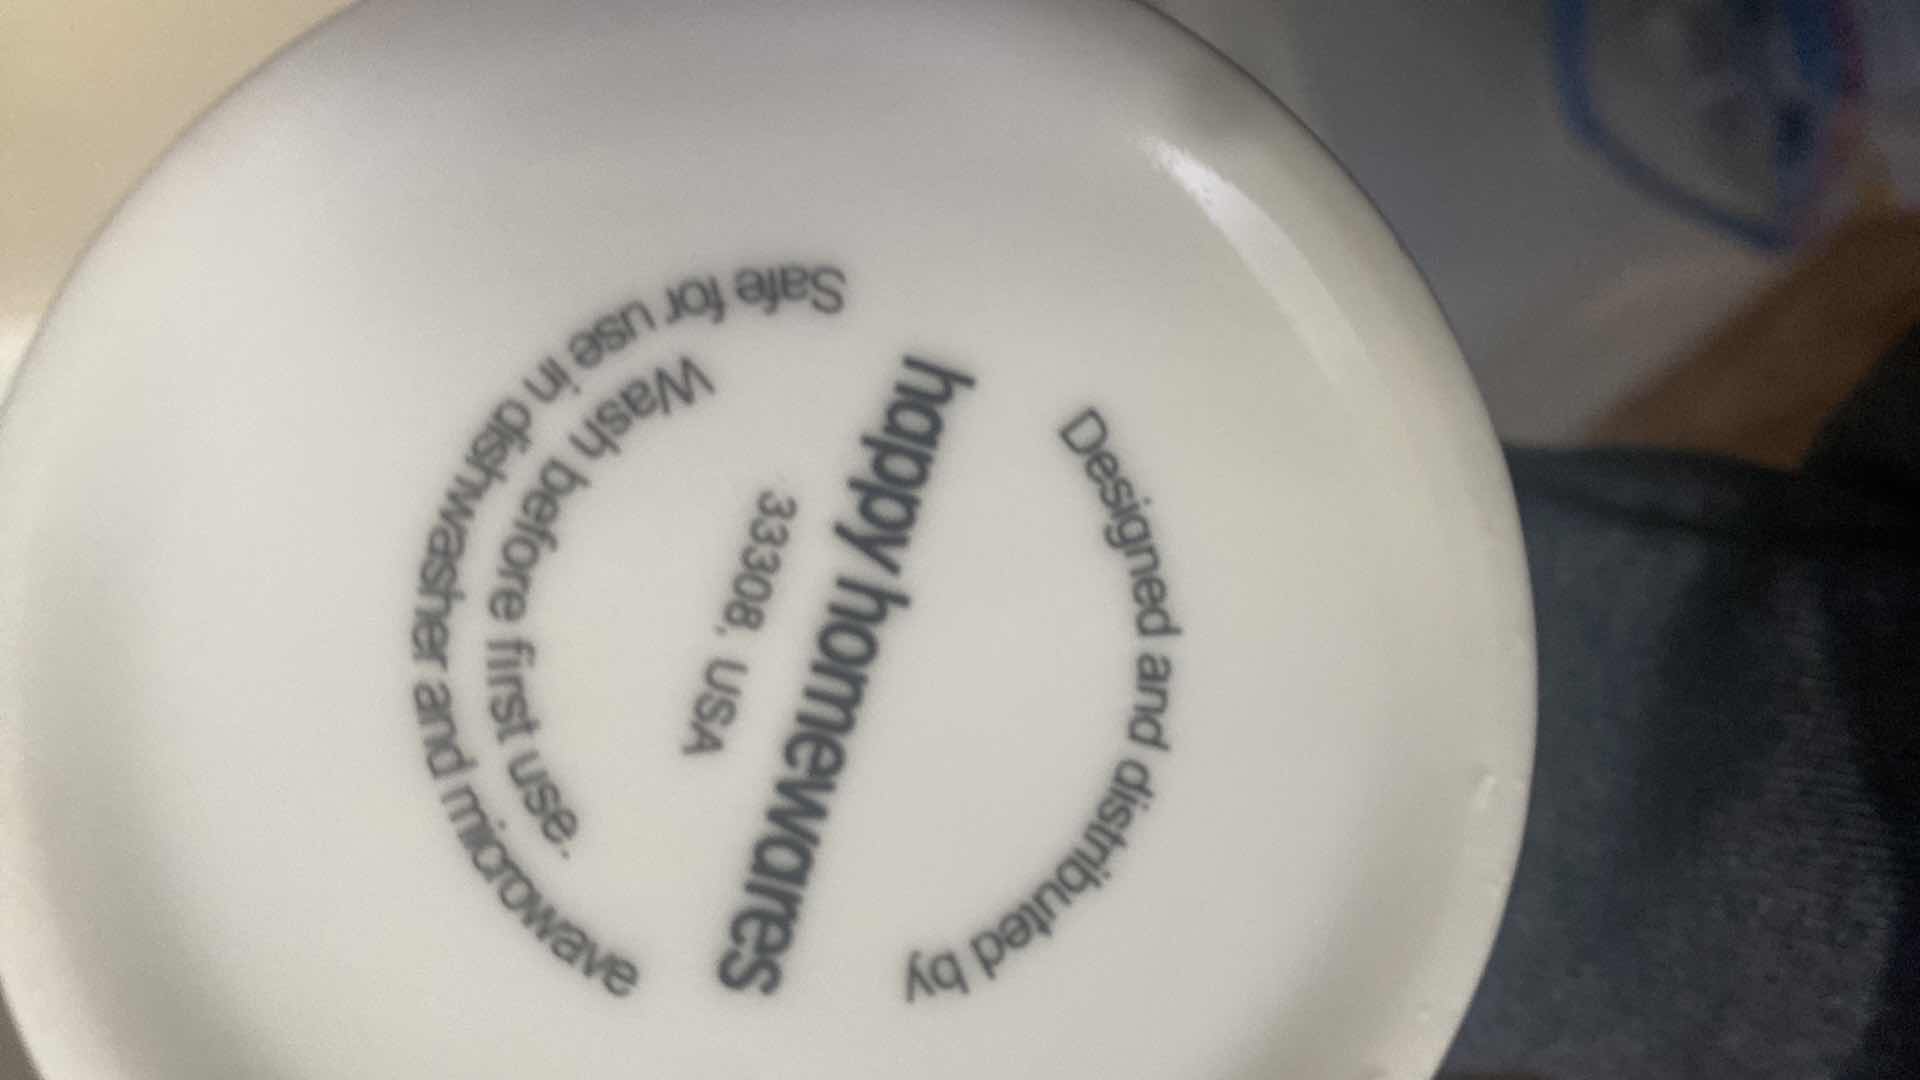 Designed and distributed by
happy homewares
33308, USA
Wash before first use.
Safe for use in dishwasher and microwave